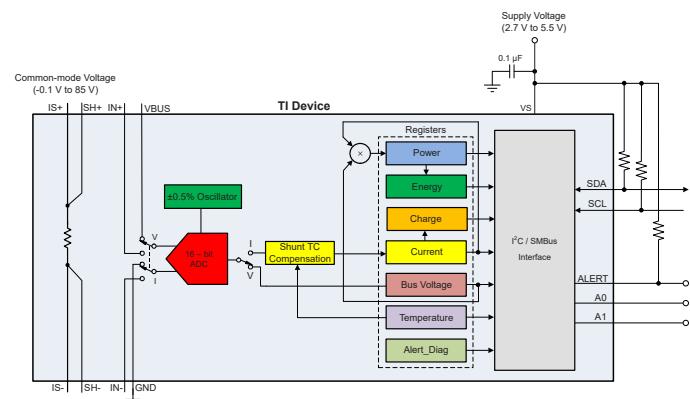 Supply Voltage
(2.7 V to 5.5 V)
0.1 µF
Common-mode Voltage
(-0.1 V to 85 V)
IS+ SH+ IN+ VBUS
TI Device
VS
Registers
×
Power
±0.5% Oscillator
Energy
SDA
Charge
SCL
V
I
16 – bit
ADC
Shunt TC
Compensation
Current
I²C / SMBus
Interface
V
I
Bus Voltage
ALERT
A0
Temperature
A1
Alert_Diag
IS- SH- IN- GND